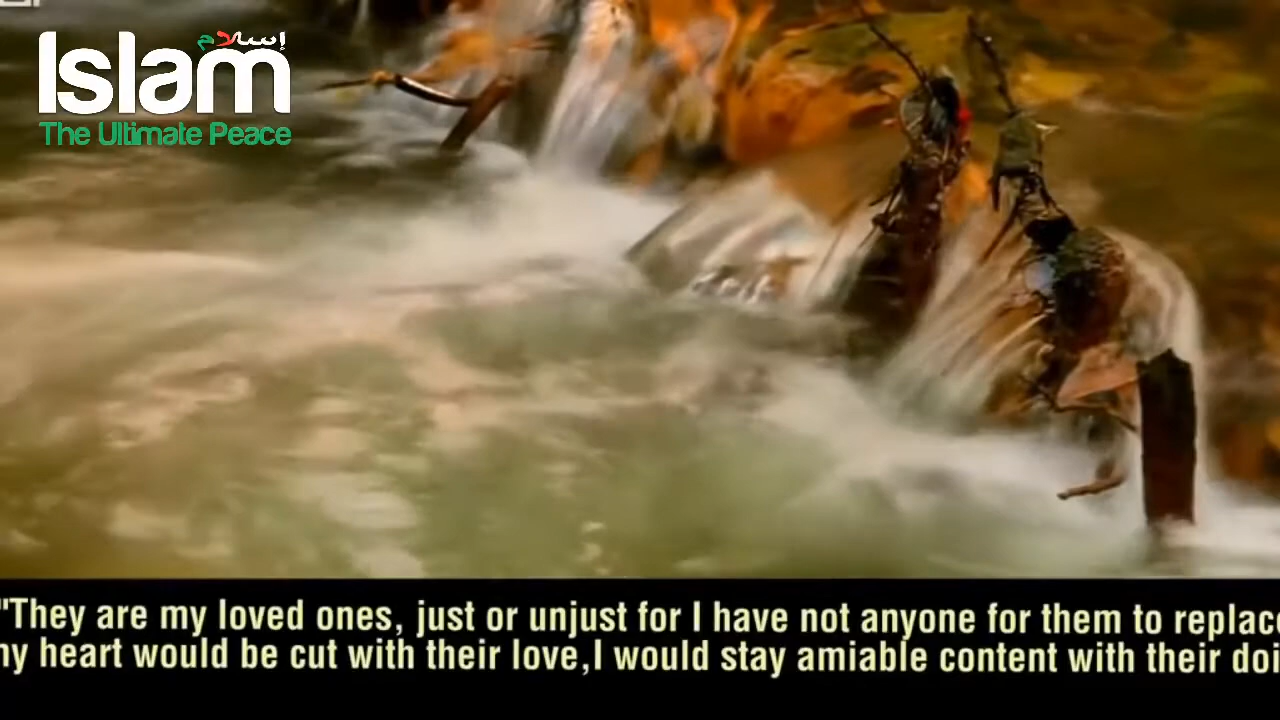 إسلام
Islam
The Ultimate Peace
"They are my loved ones, just or unjust for I have not anyone for them to replace
my heart would be cut with their love,I would stay amiable content with their doi